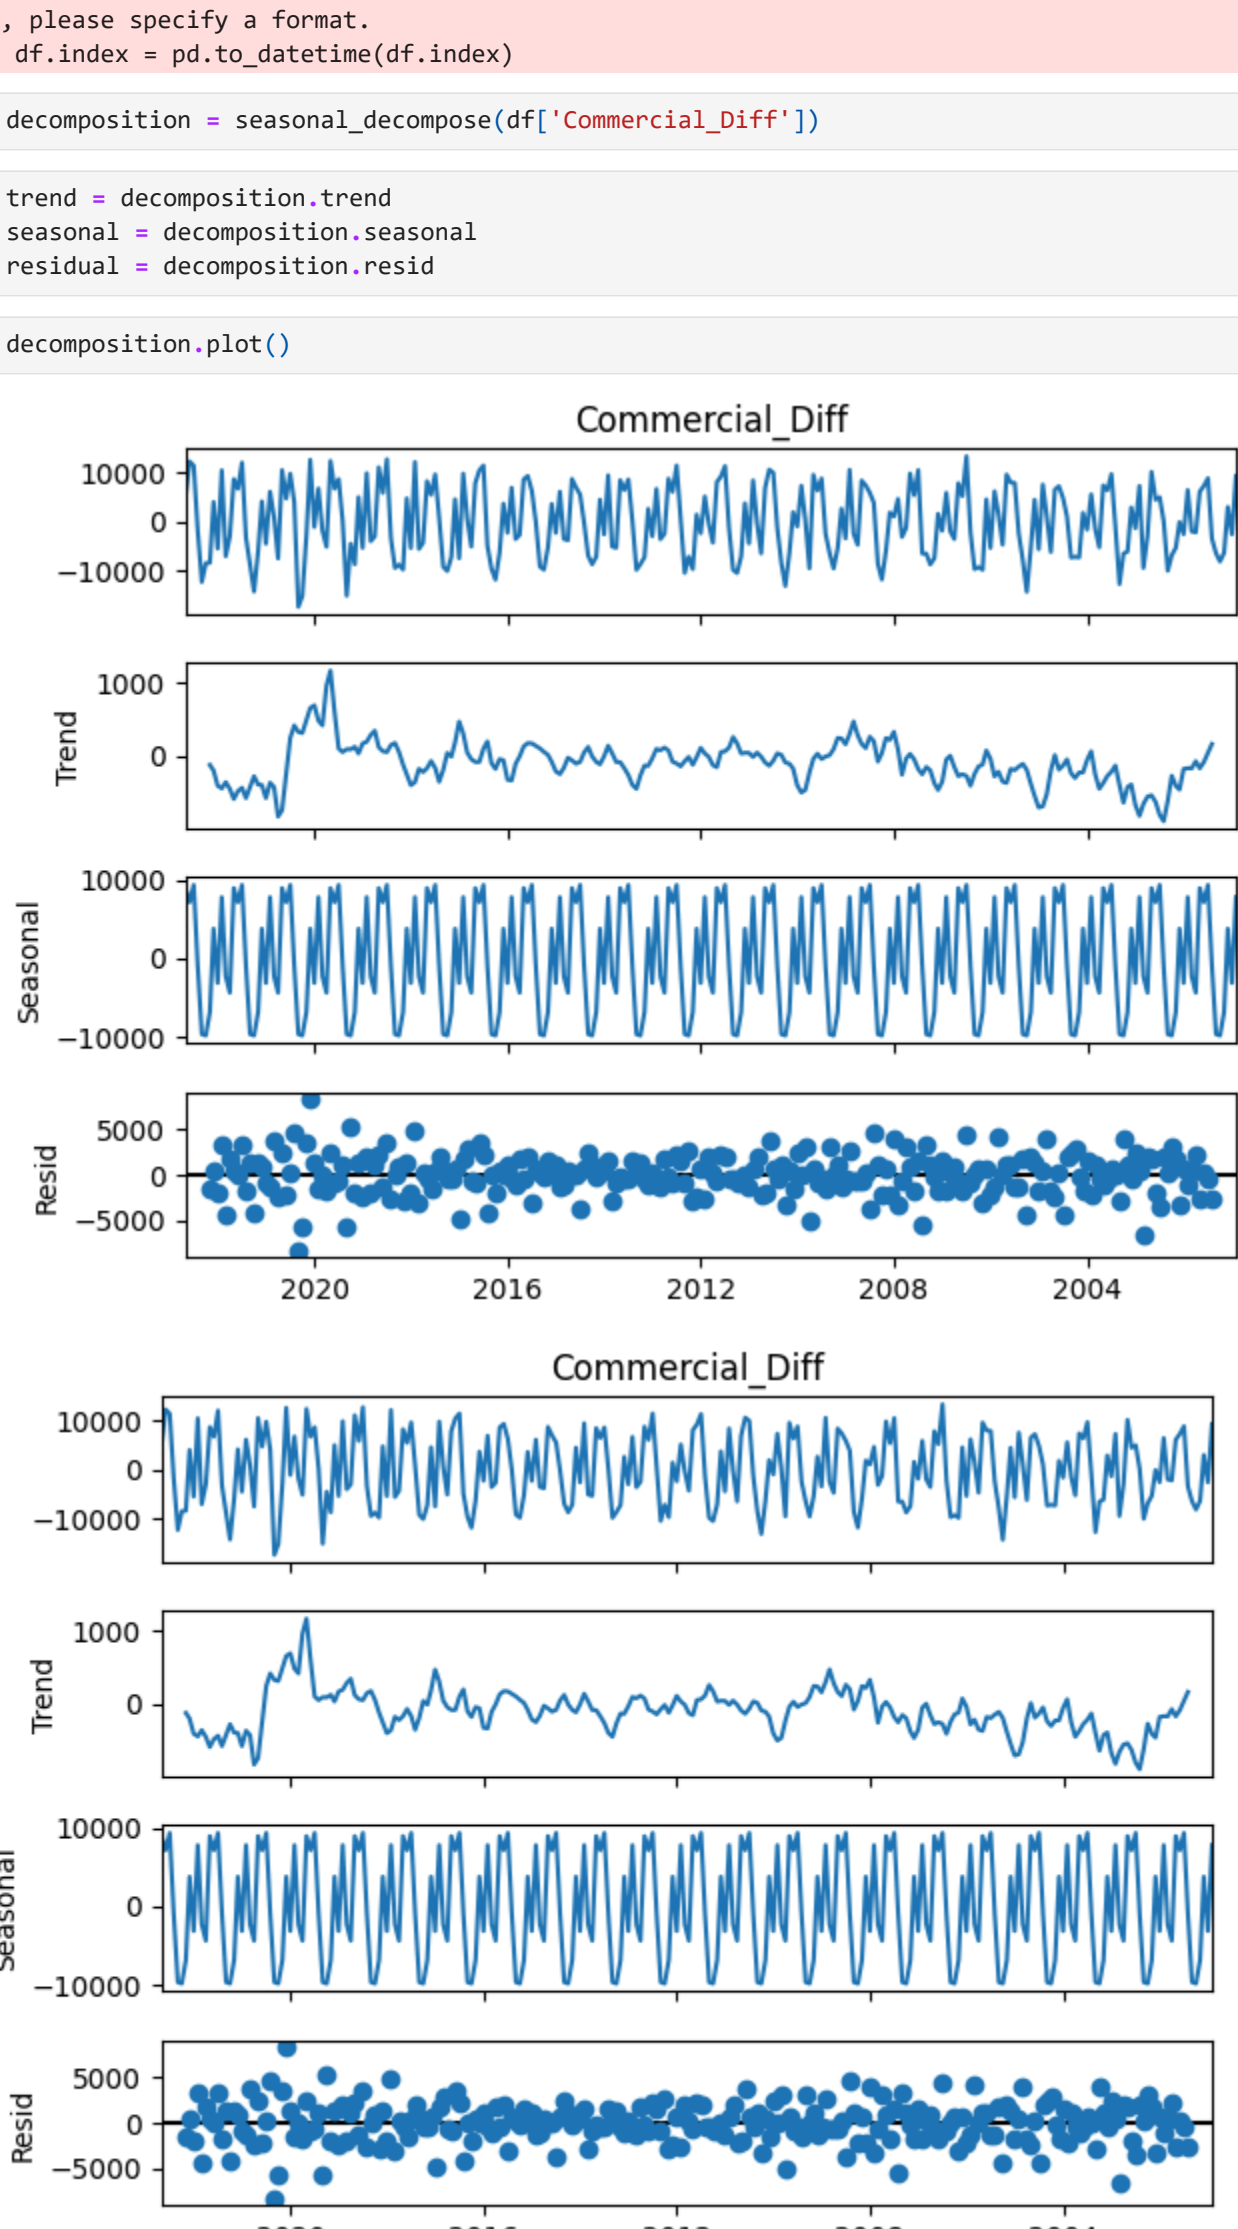 , please specify a format.
df.index = pd.to_datetime(df.index)
decomposition = seasonal_decompose(df['Commercial_Diff'])
trend = decomposition.trend
seasonal = decomposition.seasonal
residual = decomposition.resid
decomposition.plot()
Commercial_Diff
10000
0
−10000
Trend
1000
0
Seasonal
10000
0
−10000
Resid
5000
0
−5000
2020 2016 2012 2008 2004
Commercial_Diff
10000
0
−10000
Trend
1000
0
Seasonal
10000
0
−10000
Resid
5000
0
−5000